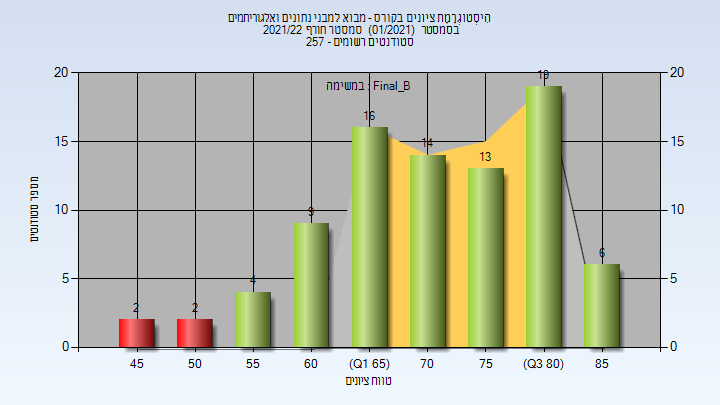 היסטוגרמת ציונים בקורס - מבוא למבני נתונים ואלגוריתמים
בסמסטר (01/2021) סמסטר חורף 2021/22
סטודנטים רשומים - 257
במשימה : Final_B
20 20
15 15
10 10
5 5
0 0
2 2 4 9 16 14 13 19 6
45 50 55 60 (Q1 65) 70 75 (Q3 80) 85
מספר סטודנטים
טווח ציונים